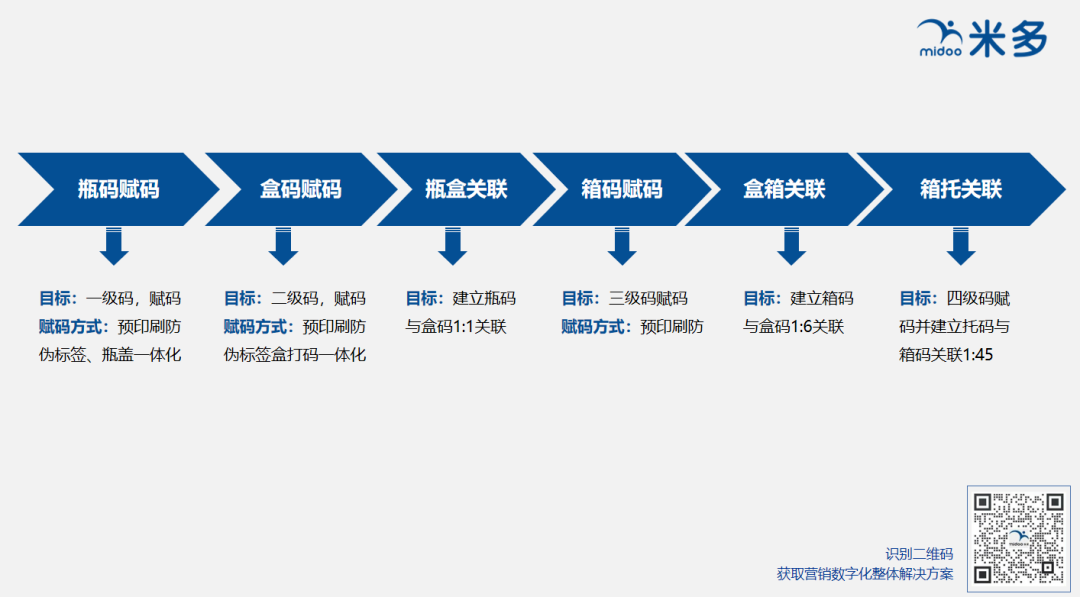 midoo 米多
瓶码赋码
盒码赋码
瓶盒关联
箱码赋码
盒箱关联
箱托关联
目标：一级码，赋码
赋码方式：预印刷防
伪标签、瓶盖一体化
目标：二级码，赋码
赋码方式：预印刷防
伪标签盒打码一体化
目标：建立瓶码
与盒码1:1关联
目标：三级码赋码
赋码方式：预印刷防
目标：建立箱码
与盒码1:6关联
目标：四级码赋
码并建立托码与
箱码关联1:45
识别二维码
获取营销数字化整体解决方案
midoo